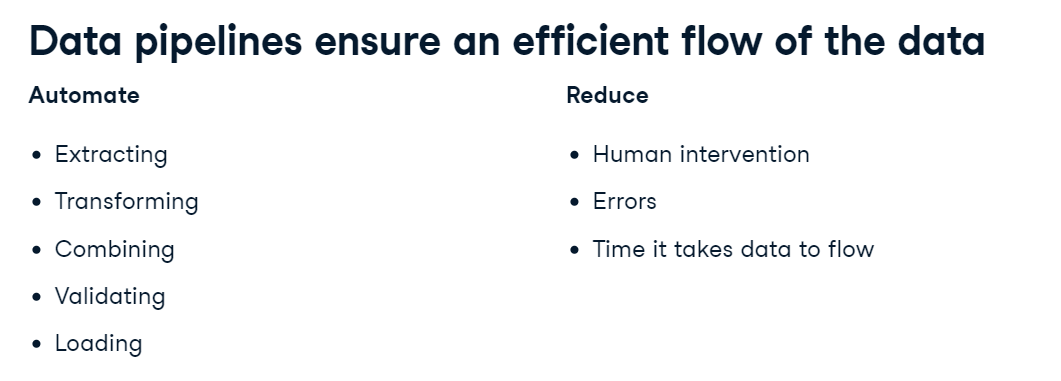 Data pipelines ensure an efficient flow of the data
Automate
• Extracting
• Transforming
• Combining
• Validating
• Loading
Reduce
• Human intervention
• Errors
• Time it takes data to flow